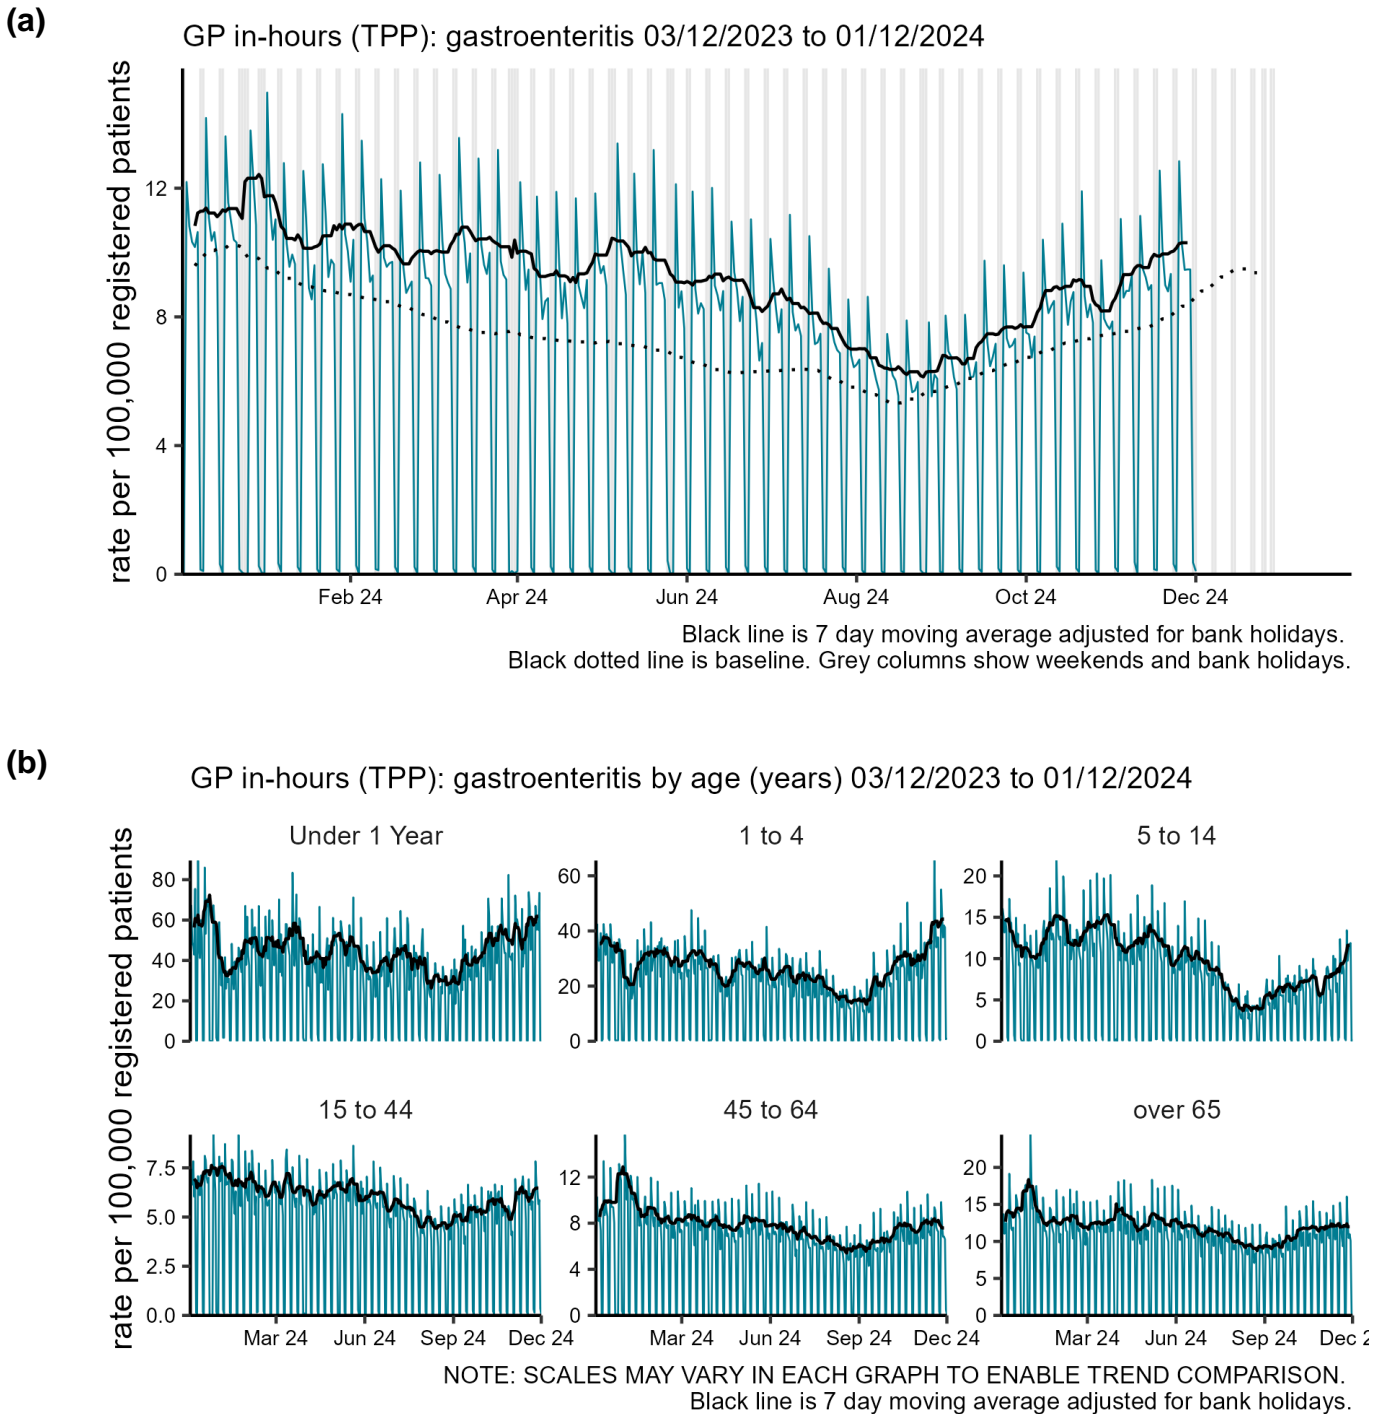 (a)
GP in-hours (TPP): gastroenteritis 03/12/2023 to 01/12/2024
rate per 100,000 registered patients
12
8
4
0
Feb 24
Apr 24
Jun 24
Aug 24
Oct 24
Dec 24
Black line is 7 day moving average adjusted for bank holidays.
Black dotted line is baseline. Grey columns show weekends and bank holidays.
(b)
GP in-hours (TPP): gastroenteritis by age (years) 03/12/2023 to 01/12/2024
rate per 100,000 registered patients
Under 1 Year
80
60
40
20
0
1 to 4
60
40
20
0
5 to 14
20
15
10
5
0
15 to 44
7.5
5.0
2.5
0.0
Mar 24
Jun 24
Sep 24
Dec 24
45 to 64
12
8
4
0
Mar 24
Jun 24
Sep 24
Dec 24
over 65
20
15
10
5
0
Mar 24
Jun 24
Sep 24
Dec 2
NOTE: SCALES MAY VARY IN EACH GRAPH TO ENABLE TREND COMPARISON.
Black line is 7 day moving average adjusted for bank holidays.